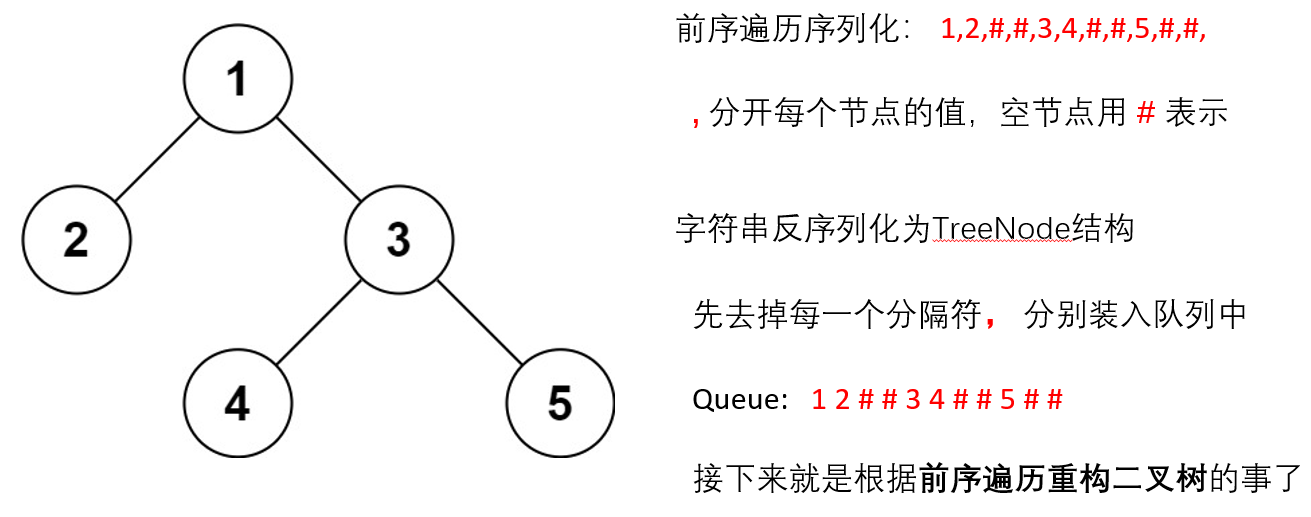 1
2
3
4
5
前序遍历序列化： 1,2,#,#,3,4,#,#,5,#,#,
, 分开每个节点的值，空节点用 # 表示
字符串反序列化为TreeNode结构
先去掉每一个分隔符， 分别装入队列中
Queue: 1 2 # # 3 4 # # 5 # #
接下来就是根据前序遍历重构二叉树的事了